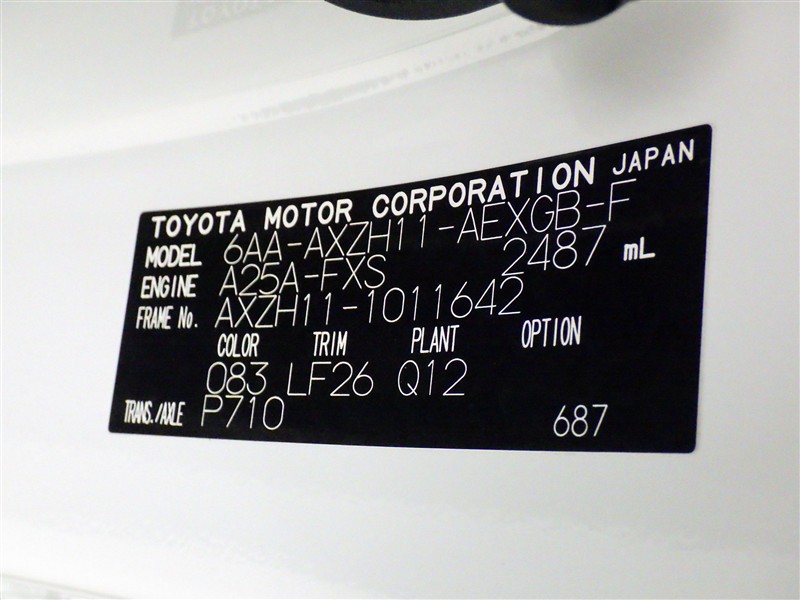 TOYOTA MOTOR CORPORATION JAPAN
MODEL 6AA-AXZH11-AEXGB-F
ENGINE A25A-FXS 2487 mL
FRAME No. AXZH11-1011642
COLOR TRIM PLANT OPTION
083 LF26 Q12
TRANS./AXLE P710 687